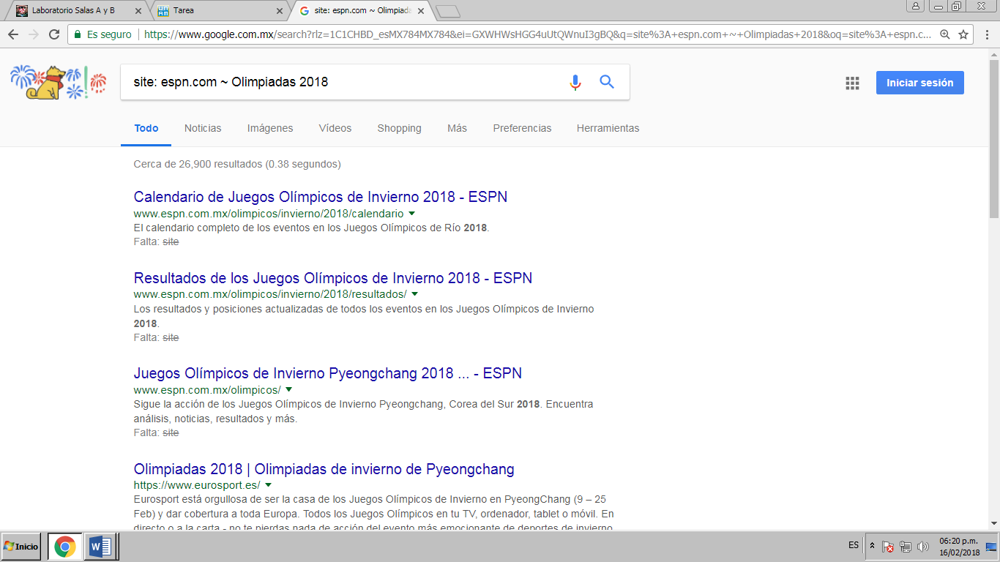 Laboratorio Salas A y B
Tarea
site: espn.com ~ Olimpiada
Es seguro
https://www.google.com.mx/search?rlz=1C1CHBD_esMX784MX784&ei=GXWHWsHGG4uUtQWnuI3gBQ&q=site%3A+espn.com+~+Olimpiadas+2018&oq=site%3A+espn.c...
site: espn.com ~ Olimpiadas 2018
Iniciar sesión
Todo Noticias Imágenes Vídeos Shopping Más Preferencias Herramientas
Cerca de 26,900 resultados (0.38 segundos)
Calendario de Juegos Olímpicos de Invierno 2018 - ESPN
www.espn.com.mx/olimpicos/invierno/2018/calendario
El calendario completo de los eventos en los Juegos Olímpicos de Río 2018.
Falta: site
Resultados de los Juegos Olímpicos de Invierno 2018 - ESPN
www.espn.com.mx/olimpicos/invierno/2018/resultados/
Los resultados y posiciones actualizadas de todos los eventos en los Juegos Olímpicos de Invierno
2018.
Falta: site
Juegos Olímpicos de Invierno Pyeongchang 2018 ... - ESPN
www.espn.com.mx/olimpicos/
Sigue la acción de los Juegos Olímpicos de Invierno Pyeongchang, Corea del Sur 2018. Encuentra
análisis, noticias, resultados y más.
Falta: site
Olimpiadas 2018 | Olimpiadas de invierno de Pyeongchang
https://www.eurosport.es/
Eurosport está orgullosa de ser la casa de los Juegos Olímpicos de Invierno en PyeongChang (9 – 25
Feb) y dar cobertura a toda Europa. Todos los Juegos Olímpicos en tu TV, ordenador, tablet o móvil. En
directo o a la carta - no te pierdas nada de acción del evento más emocionante de deportes de invierno
Inicio
ES
06:20 p.m.
16/02/2018